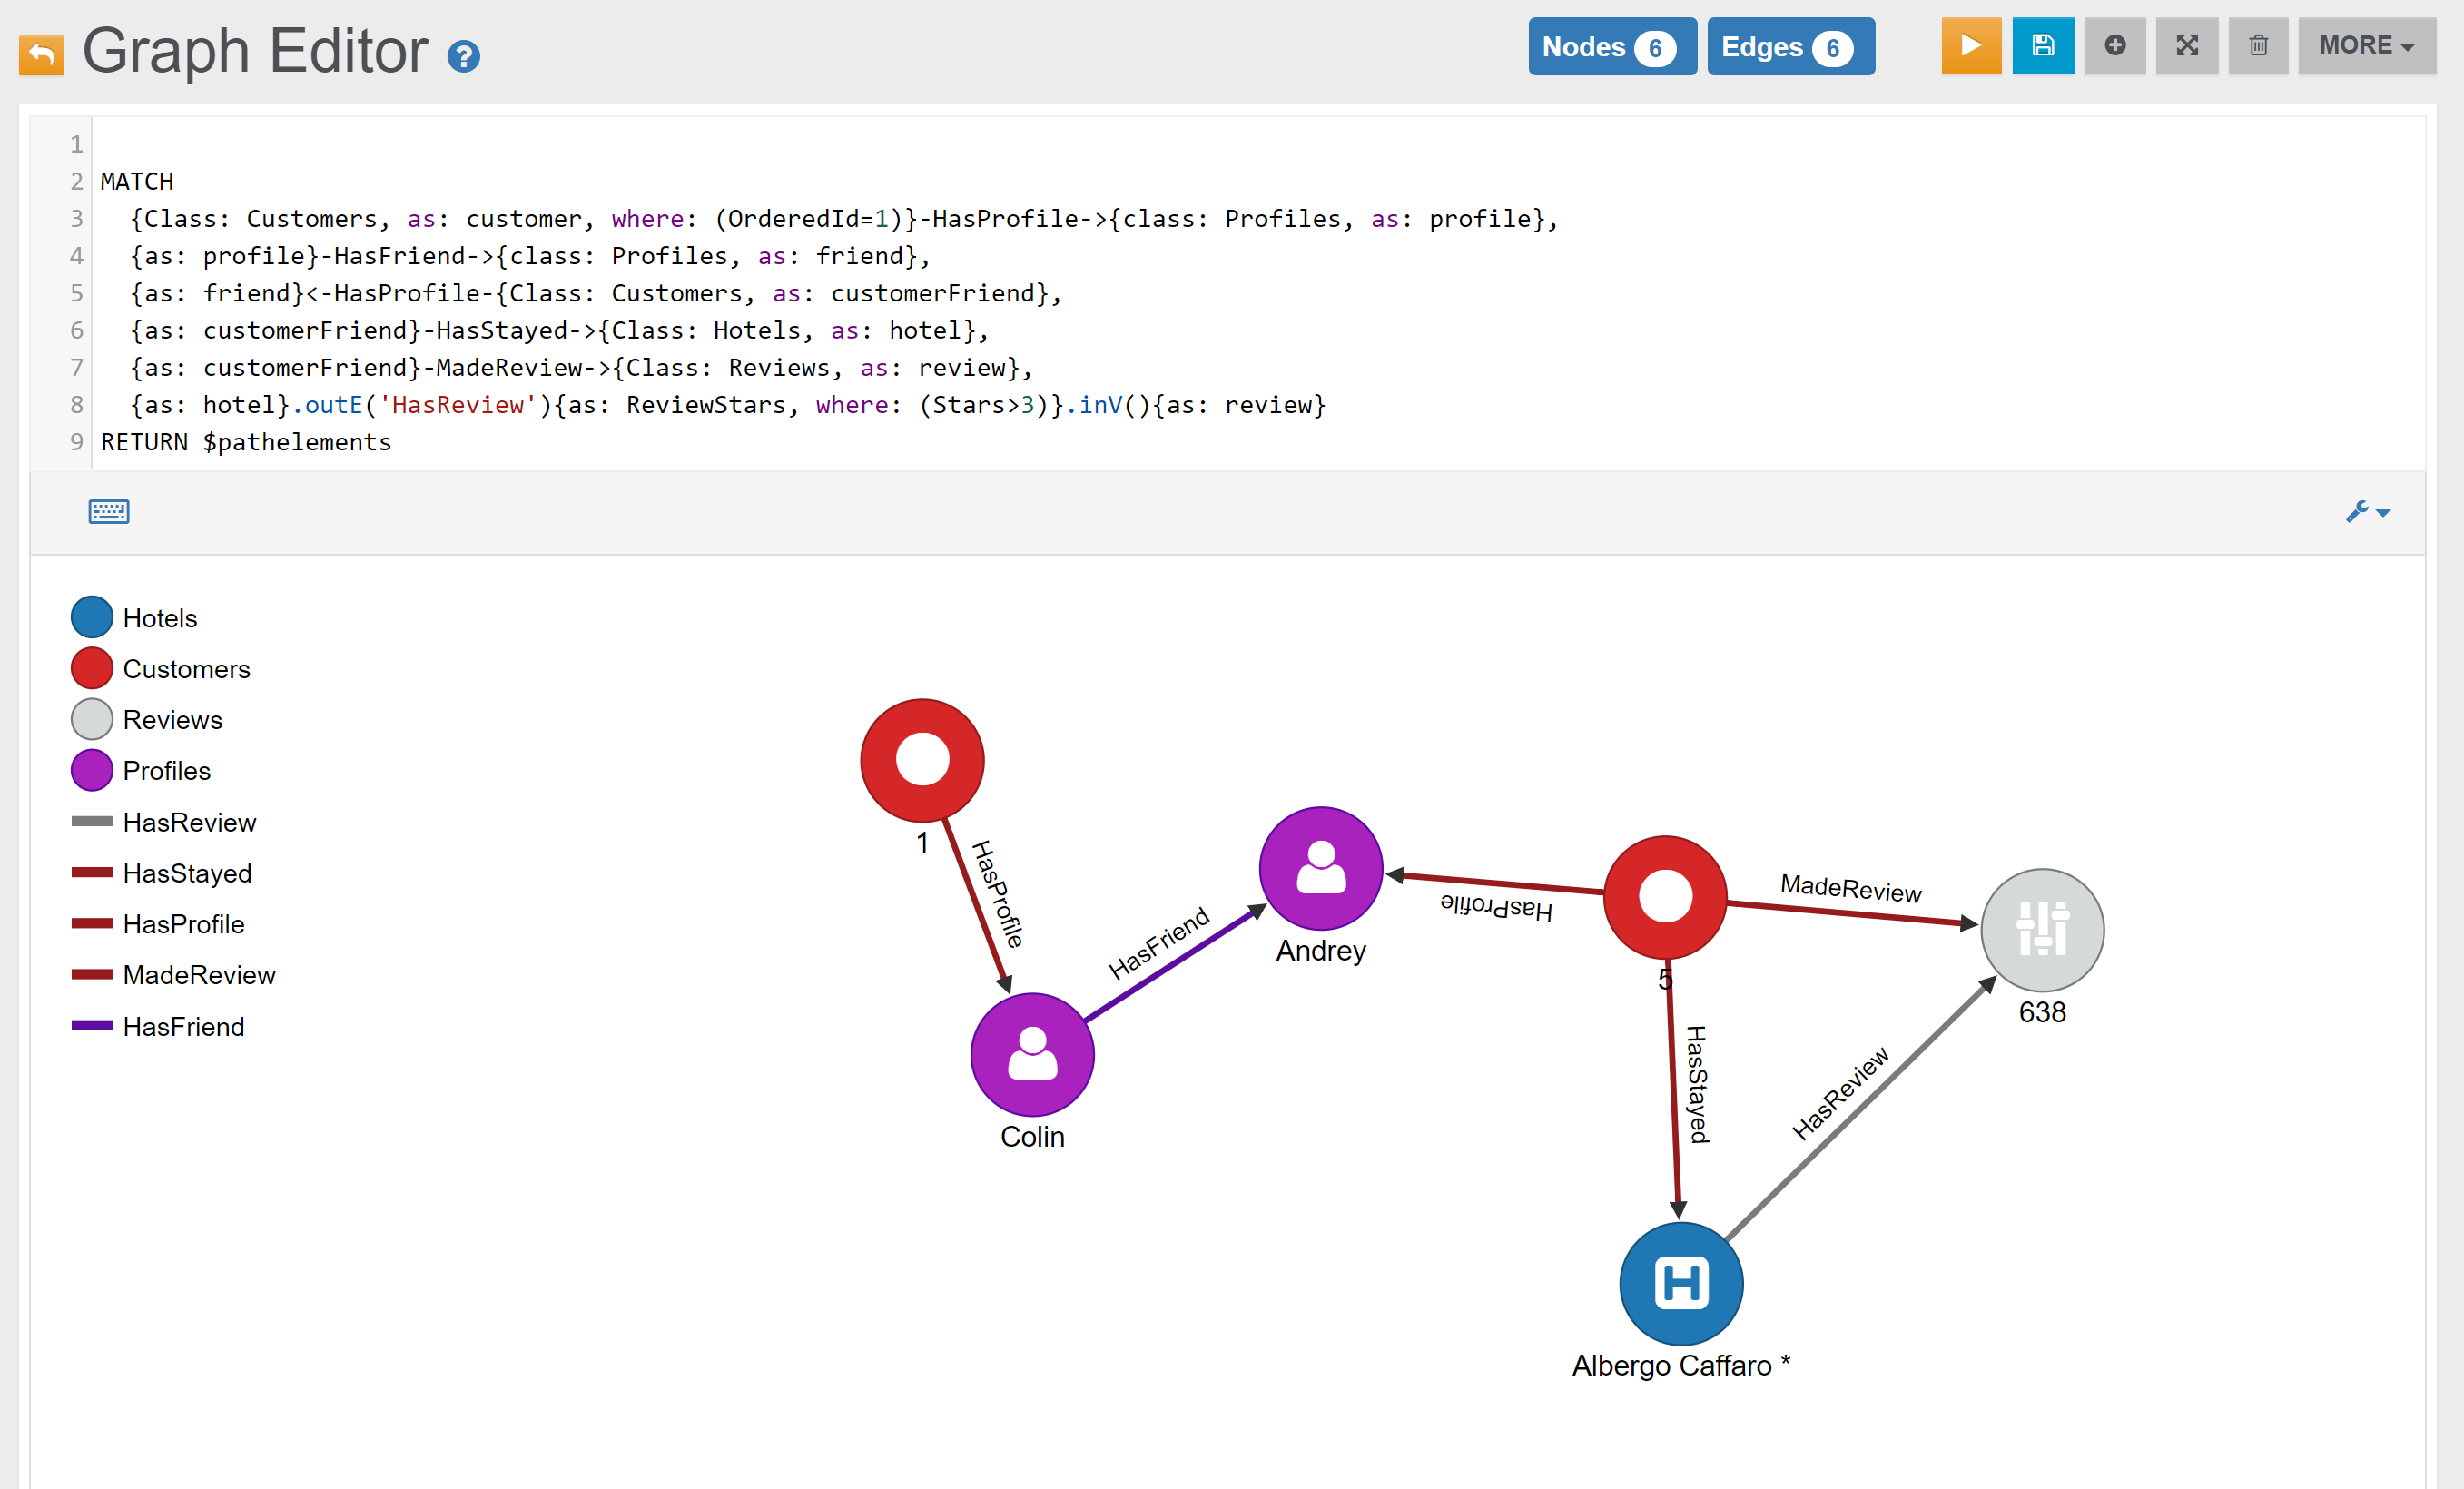 Graph Editor ?
Nodes 6 Edges 6 MORE
1
2 MATCH
3 {Class: Customers, as: customer, where: (OrderedId=1)}-HasProfile->{class: Profiles, as: profile},
4 {as: profile}-HasFriend->{class: Profiles, as: friend},
5 {as: friend}<-HasProfile-{Class: Customers, as: customerFriend},
6 {as: customerFriend}-HasStayed->{Class: Hotels, as: hotel},
7 {as: customerFriend}-MadeReview->{Class: Reviews, as: review},
8 {as: hotel}.outE('HasReview'){as: ReviewStars, where: (Stars>3)}.inV(){as: review}
9 RETURN $pathelements
Hotels
Customers
Reviews
Profiles
HasReview
HasStayed
HasProfile
MadeReview
HasFriend
1
HasProfile
Colin
HasFriend
Andrey
HasProfile
5
MadeReview
638
HasStayed
HasReview
H
Albergo Caffaro *